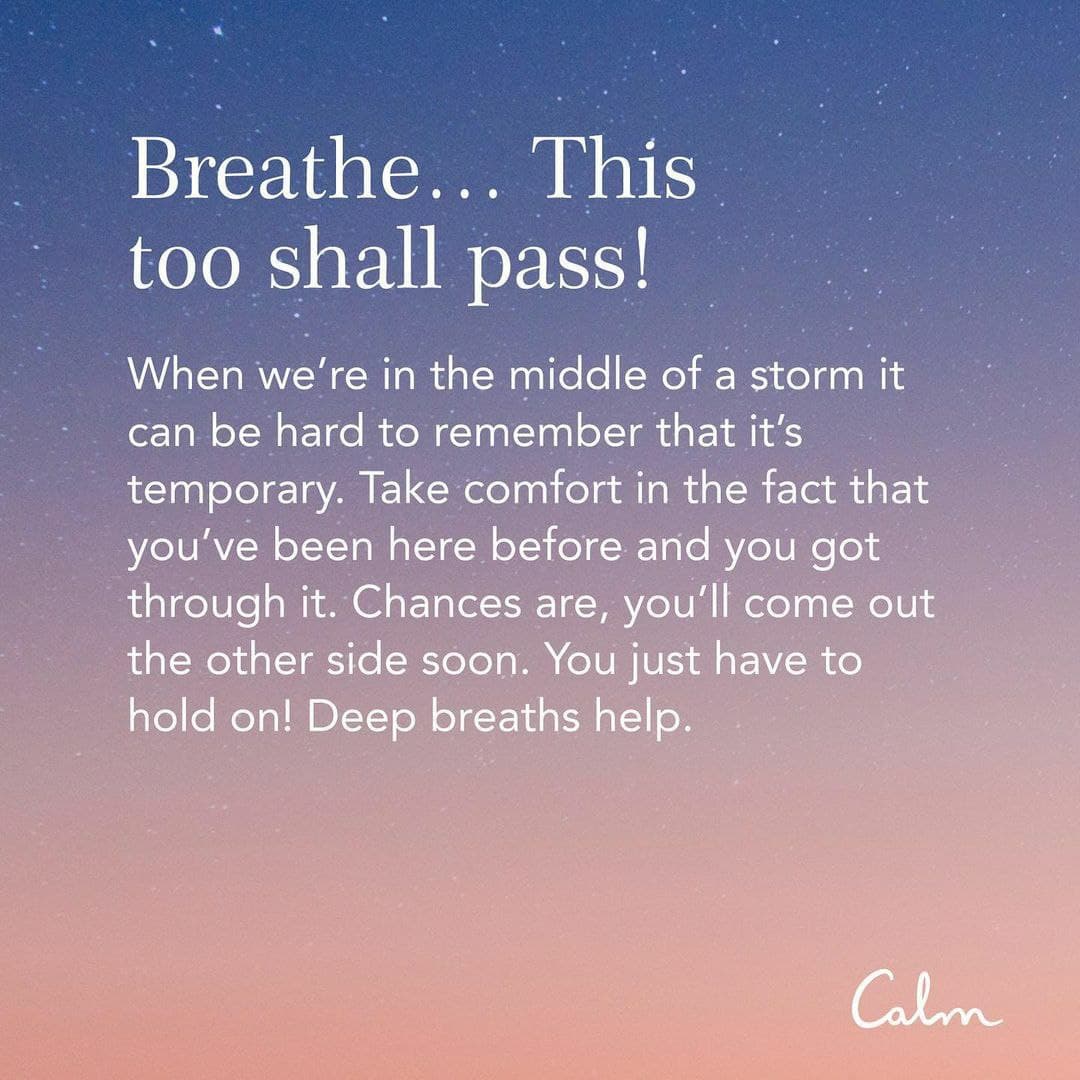 Breathe... This
too shall pass!
When we’re in the middle of a storm it
can be hard to remember that it’s
temporary. Take comfort in the fact that
you’ve been here before and you got
through it. Chances are, you’ll come out
the other side soon. You just have to
hold on! Deep breaths help.
Calm